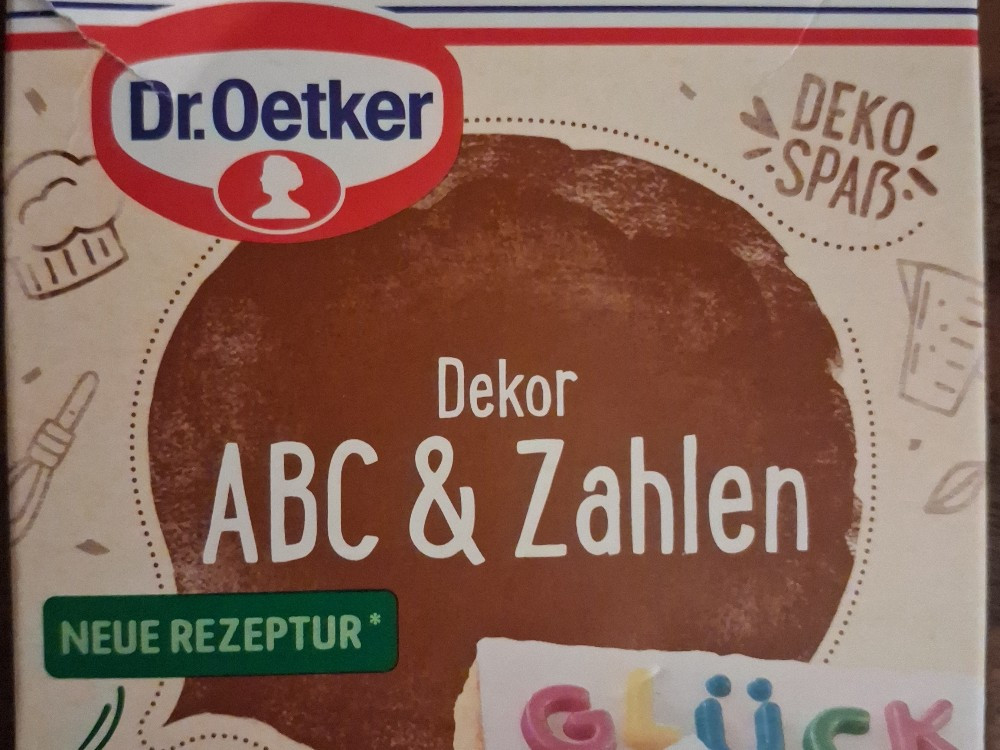 Dr. Oetker
DEKO
SPAß
Dekor
ABC & Zahlen
NEUE REZEPTUR*
GLÜCK